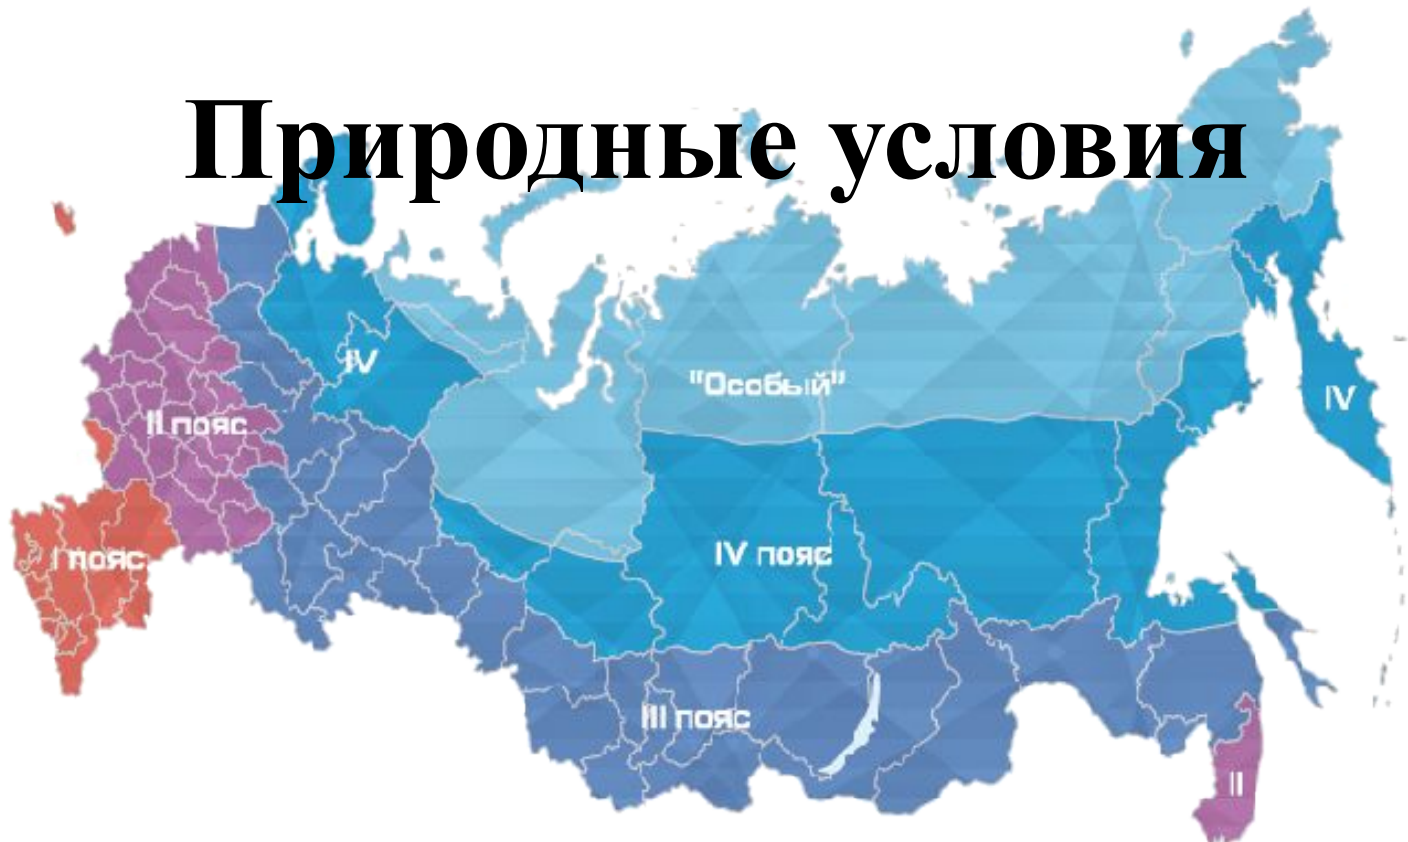 Природные условия
IV
"Особый"
IV
II пояс
I пояс
IV пояс
III пояс
II